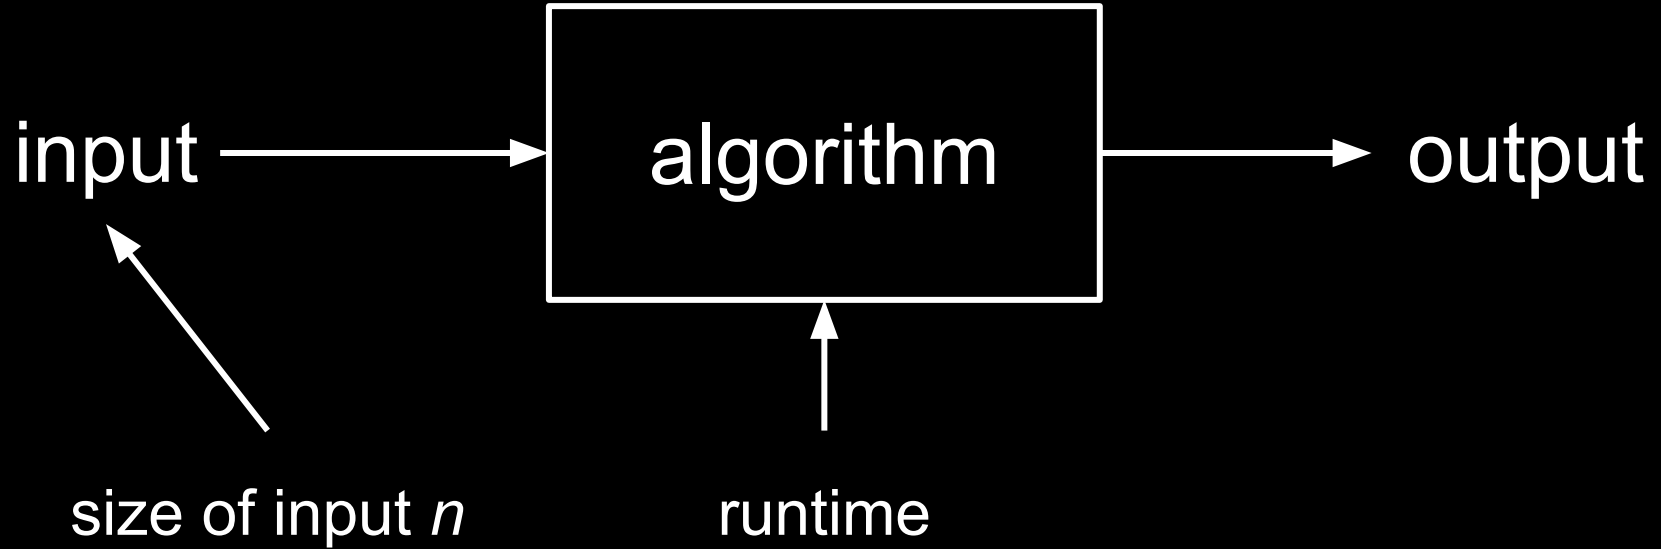 input
algorithm
output
size of input n
runtime